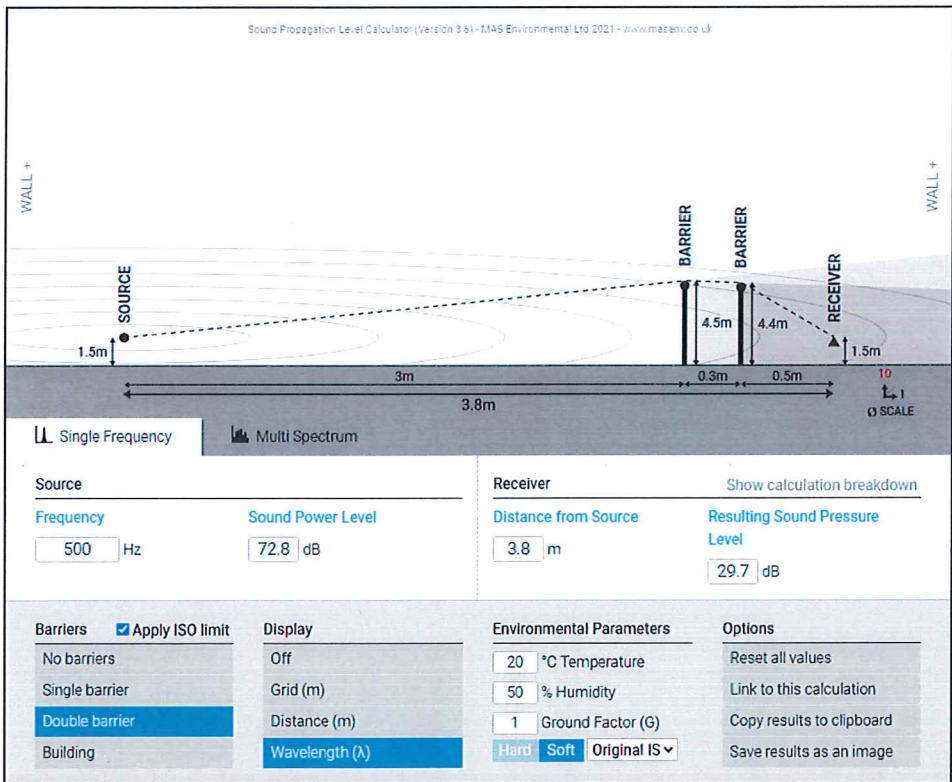 Sound Propagation Level Calculator (Version 3.6) - MAS Environmental Ltd 2021 - www.masenv.co.uk
WALL +
WALL +
SOURCE
BARRIER
BARRIER
RECEIVER
1.5m
4.5m
4.4m
1.5m
3m
0.3m
0.5m
10
3.8m
1
Ø SCALE
Single Frequency
Multi Spectrum
Source
Receiver
Show calculation breakdown
Frequency
Sound Power Level
Distance from Source
Resulting Sound Pressure
Level
500 Hz
72.8 dB
3.8 m
29.7 dB
Barriers
Apply ISO limit
Display
Environmental Parameters
Options
No barriers
Off
20 °C Temperature
Reset all values
Single barrier
Grid (m)
50 % Humidity
Link to this calculation
Double barrier
Distance (m)
1 Ground Factor (G)
Copy results to clipboard
Building
Wavelength (λ)
Hard Soft Original IS
Save results as an image